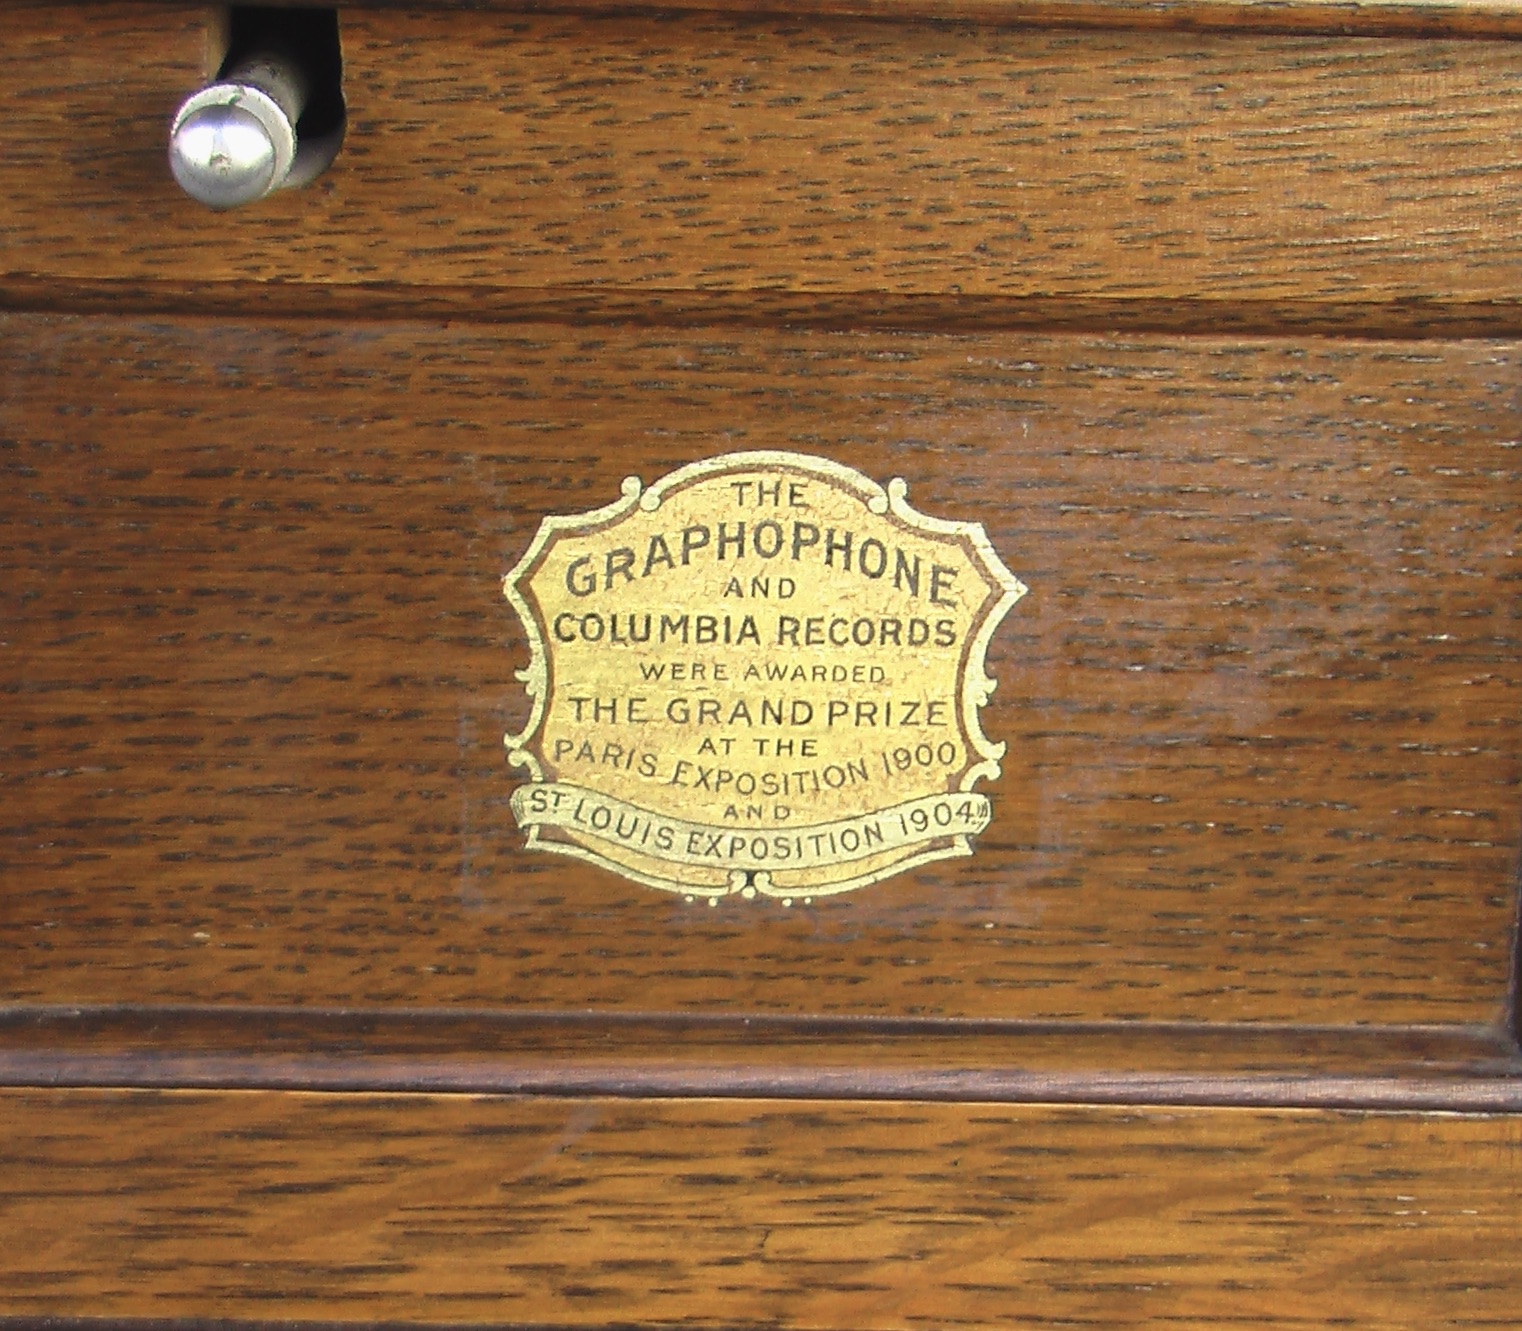 THE
GRAPHOPHONE
AND
COLUMBIA RECORDS
WERE AWARDED
THE GRAND PRIZE
AT THE
PARIS EXPOSITION 1900
AND
ST LOUIS EXPOSITION 1904